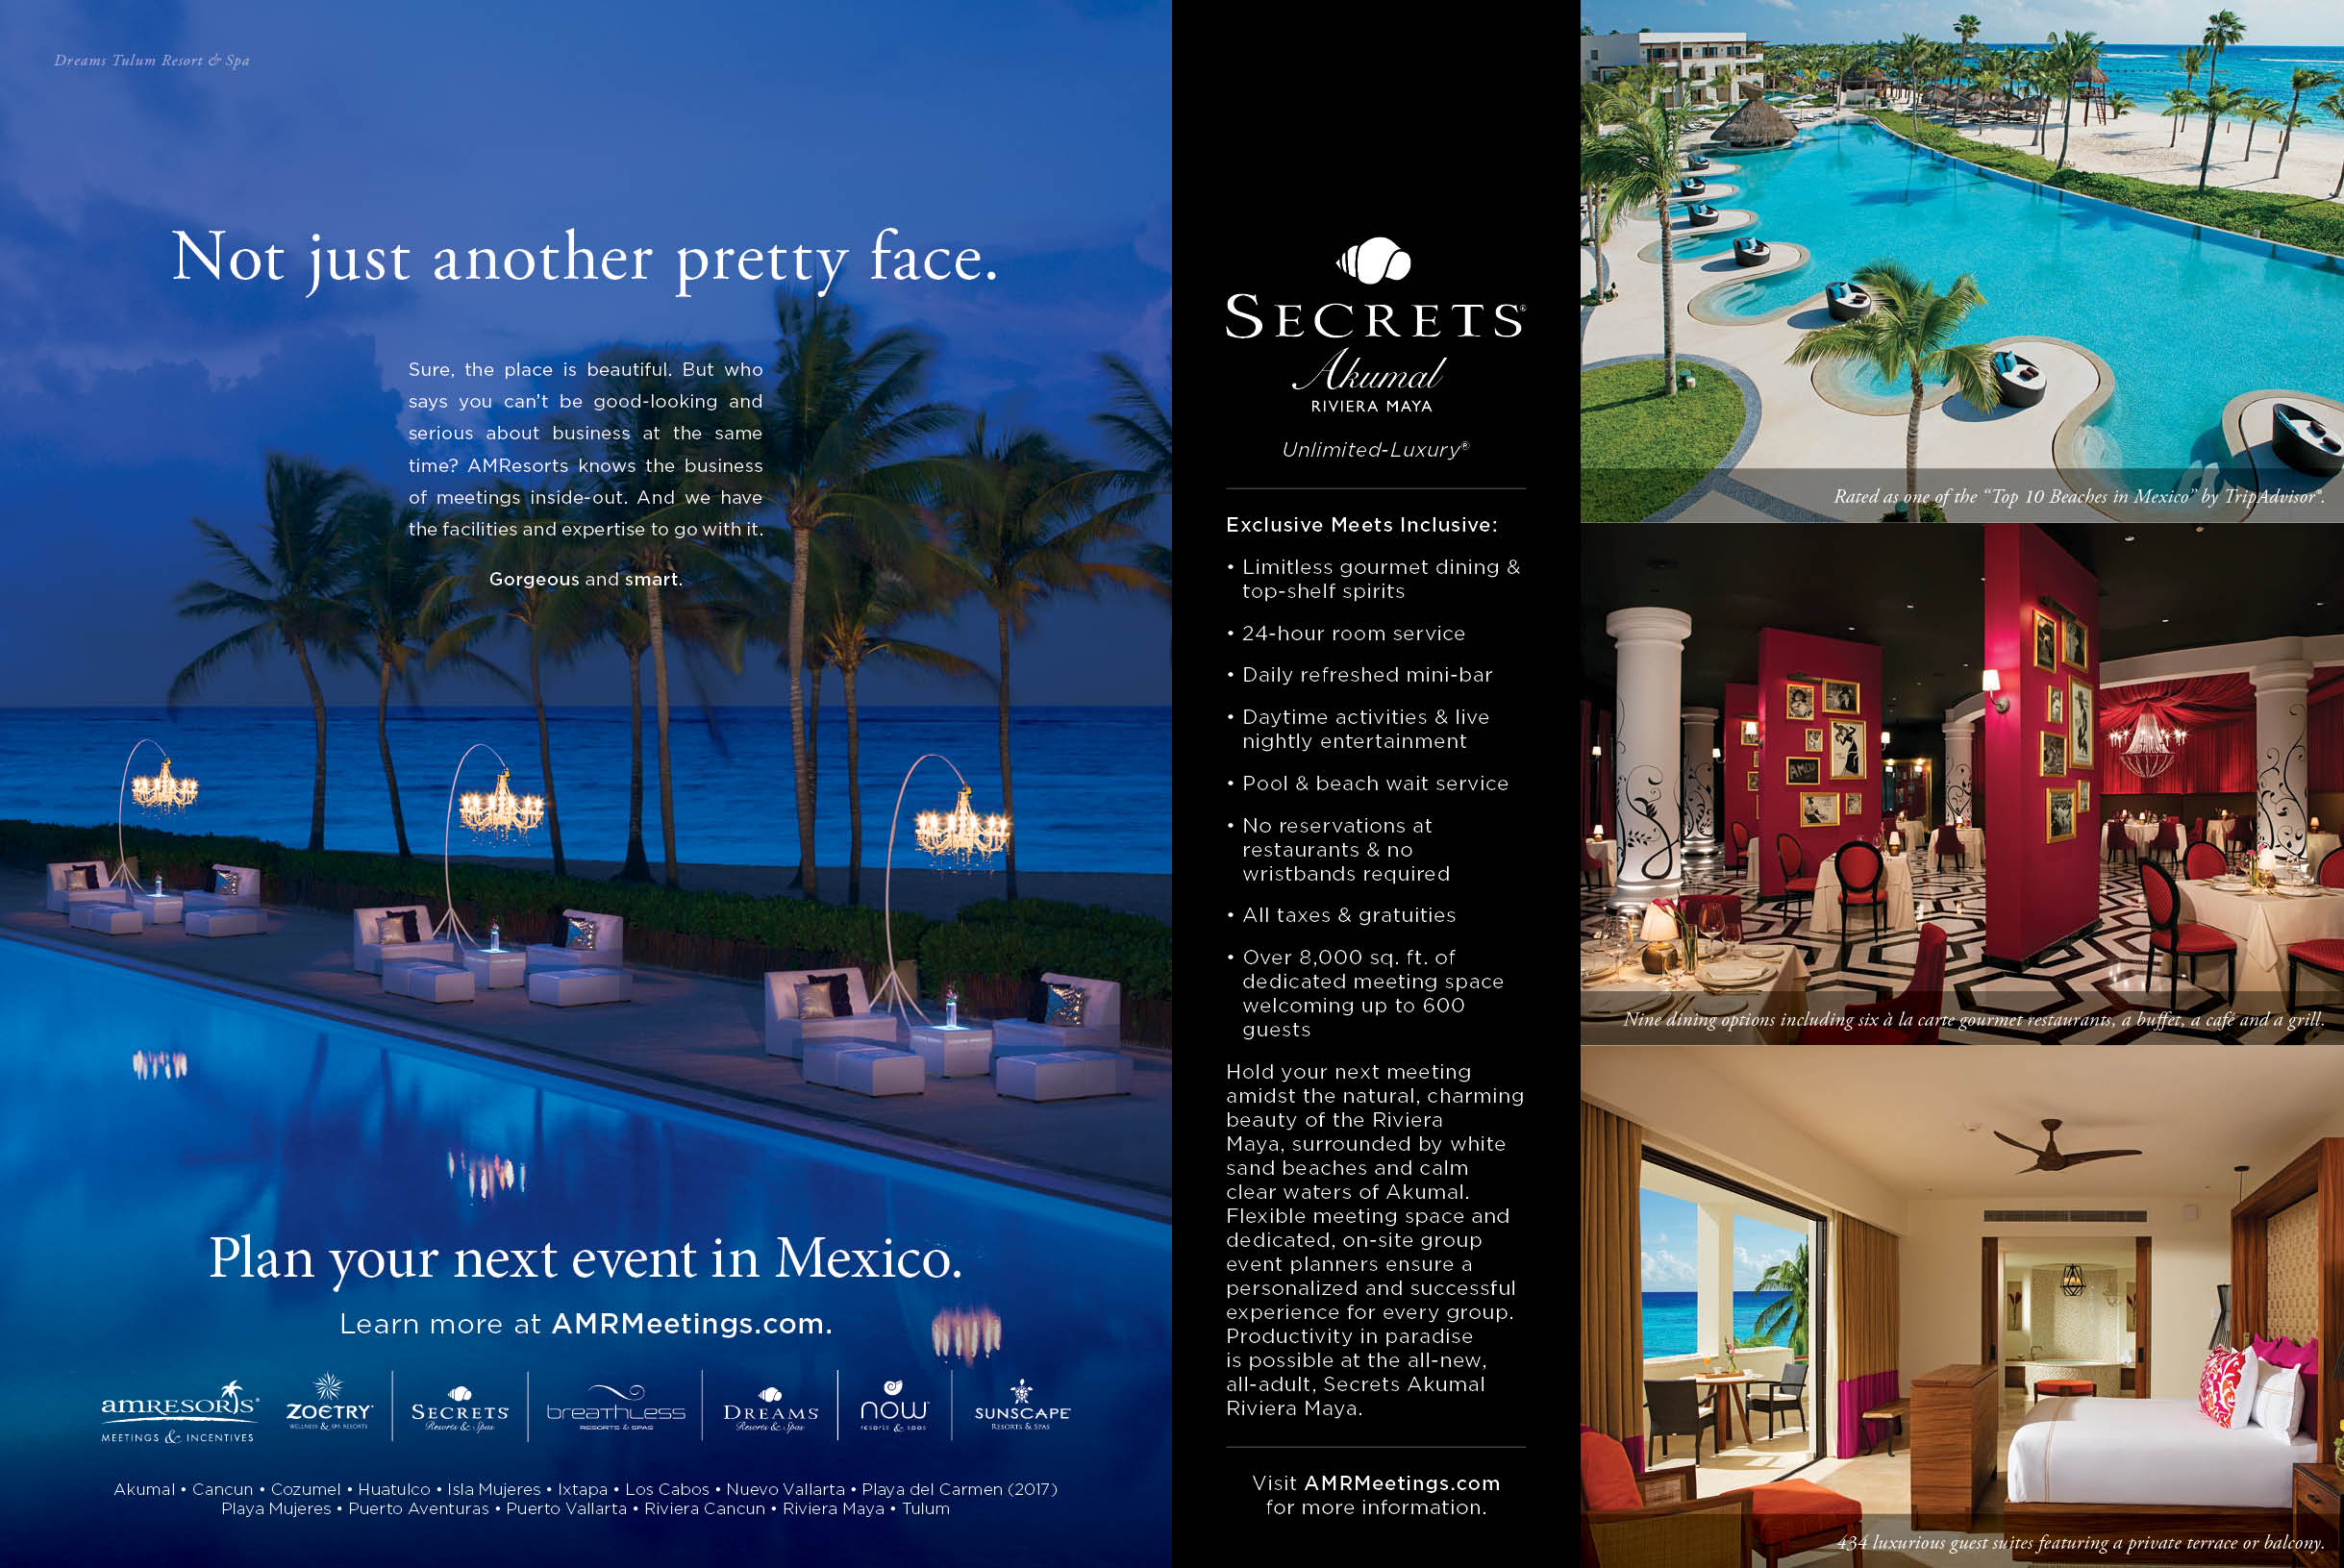 Dreams Tulum Resort & Spa
Not just another pretty face.
Sure, the place is beautiful. But who
says you can't be good-looking and
serious about business at the same
time? AMResorts knows the business
of meetings inside-out. And we have
the facilities and expertise to go with it.
Gorgeous and smart.
Plan your next event in Mexico.
Learn more at AMRMeetings.com.
amRESORTS®
MEETINGS & INCENTIVES
ZOËTRY®
WELLNESS & SPA RESORTS
SECRETS®
Resorts & Spas
breathless
RESORTS & SPAS
DREAMS®
Resorts & Spas
now®
resorts & spas
SUNSCAPE®
RESORTS & SPAS
Akumal • Cancun • Cozumel • Huatulco • Isla Mujeres • Ixtapa • Los Cabos • Nuevo Vallarta • Playa del Carmen (2017)
Playa Mujeres • Puerto Aventuras • Puerto Vallarta • Riviera Cancun • Riviera Maya • Tulum
SECRETS®
Akumal
RIVIERA MAYA
Unlimited-Luxury®
Exclusive Meets Inclusive:
• Limitless gourmet dining &
top-shelf spirits
• 24-hour room service
• Daily refreshed mini-bar
• Daytime activities & live
nightly entertainment
• Pool & beach wait service
• No reservations at
restaurants & no
wristbands required
• All taxes & gratuities
• Over 8,000 sq. ft. of
dedicated meeting space
welcoming up to 600
guests
Hold your next meeting
amidst the natural, charming
beauty of the Riviera
Maya, surrounded by white
sand beaches and calm
clear waters of Akumal.
Flexible meeting space and
dedicated, on-site group
event planners ensure a
personalized and successful
experience for every group.
Productivity in paradise
is possible at the all-new,
all-adult, Secrets Akumal
Riviera Maya.
Visit AMRMeetings.com
for more information.
Rated as one of the “Top 10 Beaches in Mexico” by TripAdvisor®.
Nine dining options including six à la carte gourmet restaurants, a buffet, a café and a grill.
434 luxurious guest suites featuring a private terrace or balcony.